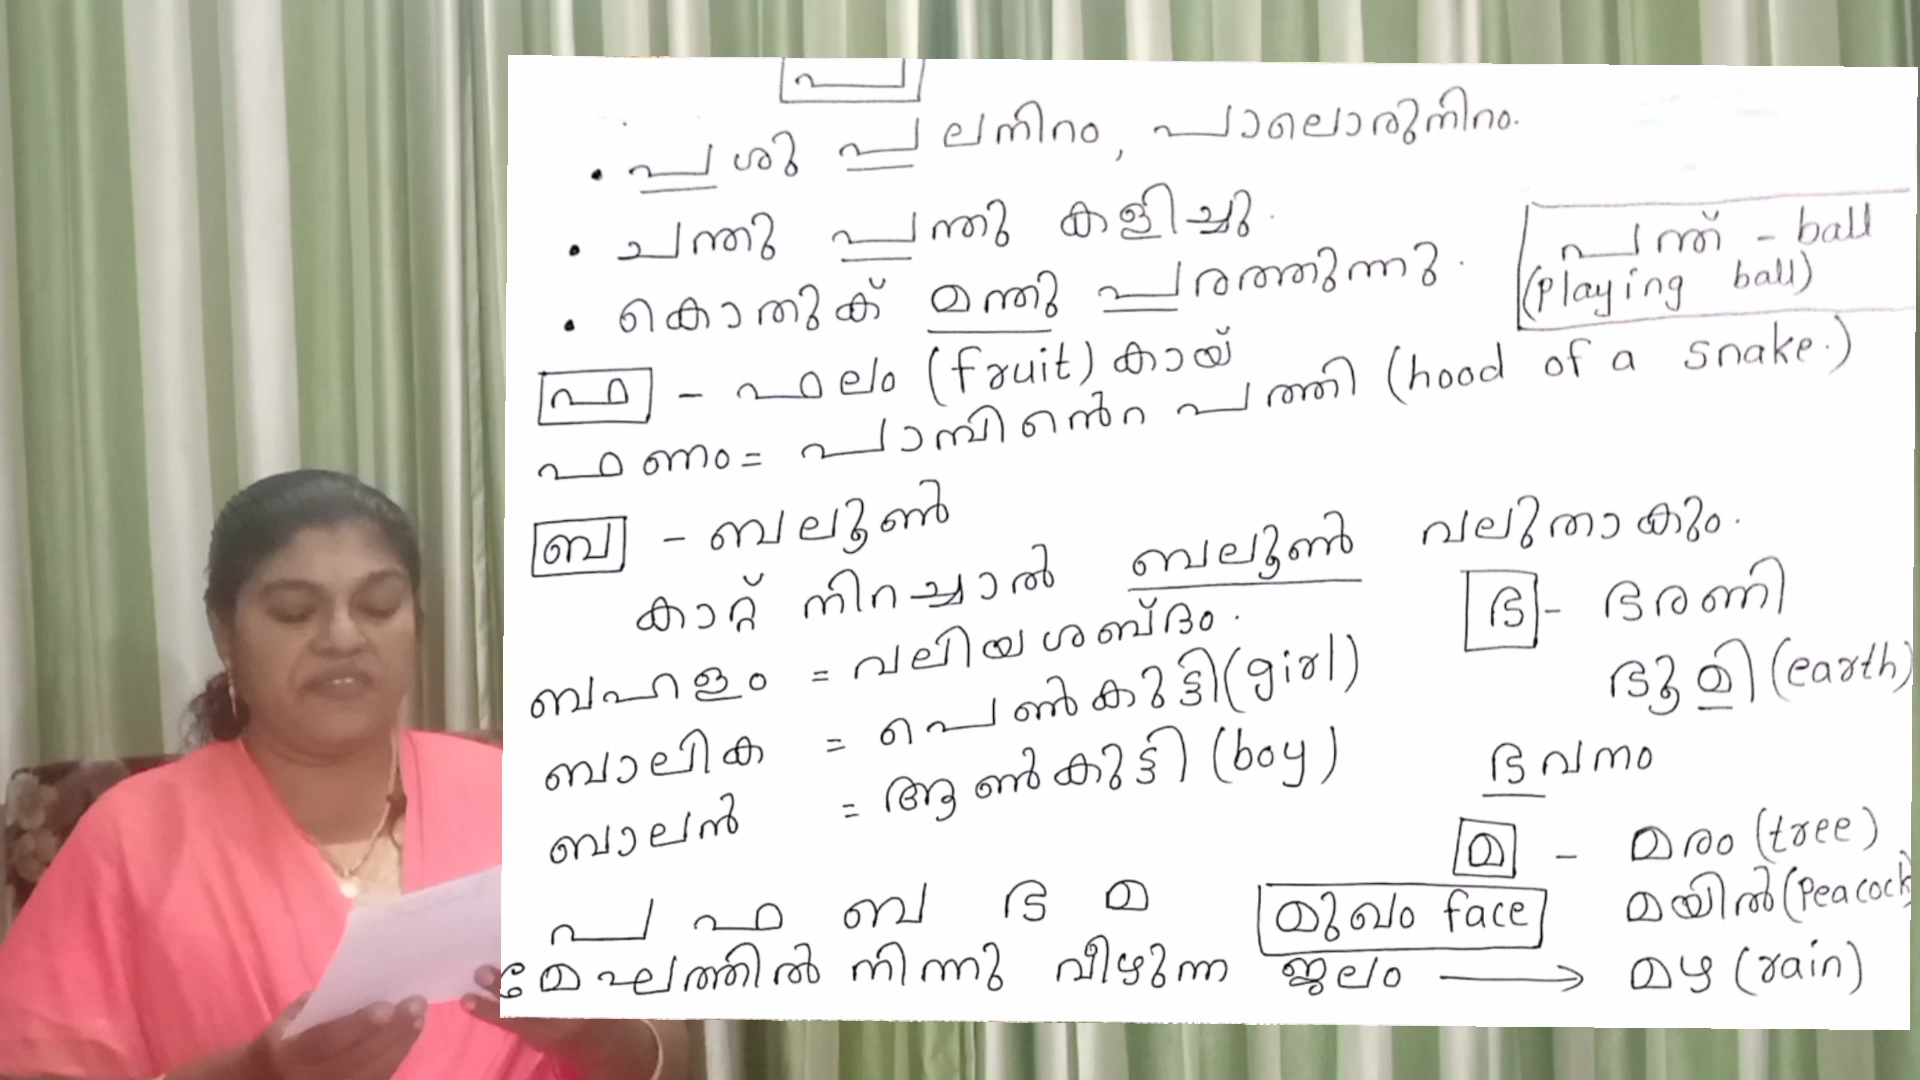 പ
• പശു പലനിറം, പാലൊരുനിറം.
• ചന്തു പന്തു കളിച്ചു.
പന്ത് - ball
(playing ball)
• കൊതുക് മന്തു പരത്തുന്നു.
ഫ - ഫലം (fruit) കായ്
ഫണം = പാമ്പിൻെറ പത്തി (hood of a snake.)
ബ - ബലൂൺ
കാറ്റ് നിറച്ചാൽ ബലൂൺ വലുതാകും.
ബഹളം = വലിയശബ്ദം.
ബാലിക = പെൺകുട്ടി (girl)
ബാലൻ = ആൺകുട്ടി (boy)
ഭ - ഭരണി
ഭൂമി (earth)
ഭവനം
മ - മരം (tree)
മയിൽ (Peacock)
പ ഫ ബ ഭ മ
മുഖം face
മേഘത്തിൽ നിന്നു വീഴുന്ന ജലം → മഴ (rain)